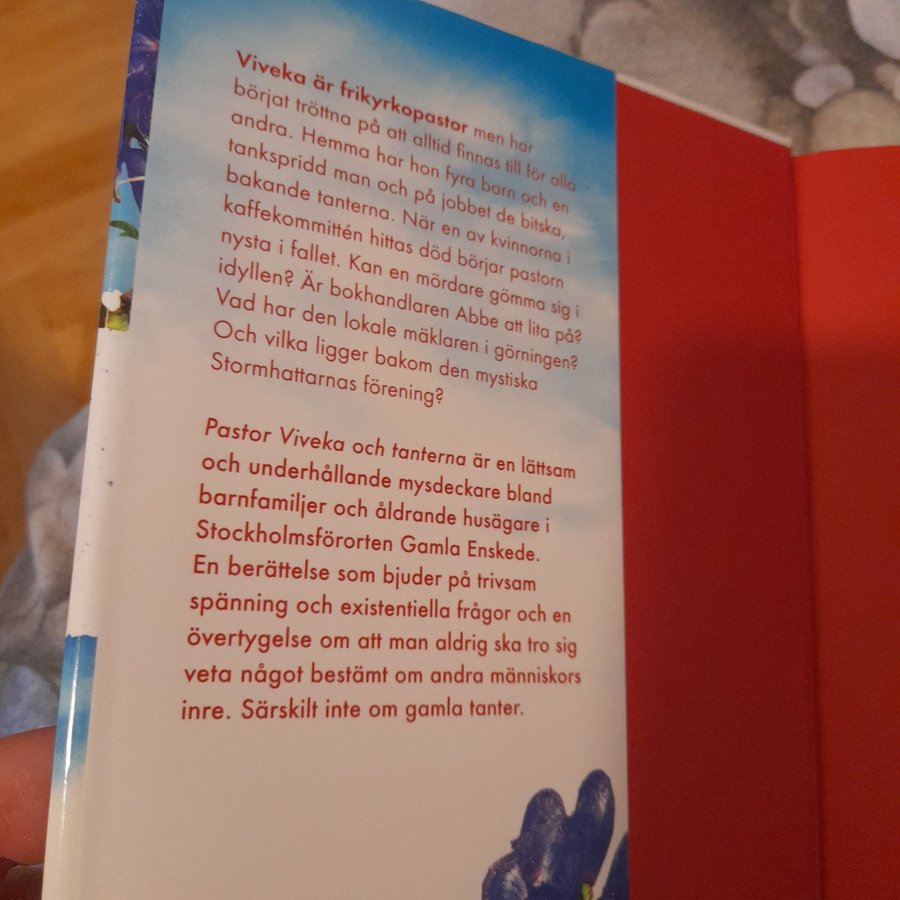 Viveka är frikyrkopastor men har
börjat tröttna på att alltid finnas till för alla
andra. Hemma har hon fyra barn och en
tankspridd man och på jobbet de bitska,
bakande tanterna. När en av kvinnorna i
kaffekommittén hittas död börjar pastorn
nysta i fallet. Kan en mördare gömma sig i
idyllen? Är bokhandlaren Abbe att lita på?
Vad har den lokale mäklaren i görningen?
Och vilka ligger bakom den mystiska
Stormhattarnas förening?
Pastor Viveka och tanterna är en lättsam
och underhållande mysdeckare bland
barnfamiljer och åldrande husägare i
Stockholmsförorten Gamla Enskede.
En berättelse som bjuder på trivsam
spänning och existentiella frågor och en
övertygelse om att man aldrig ska tro sig
veta något bestämt om andra människors
inre. Särskilt inte om gamla tanter.